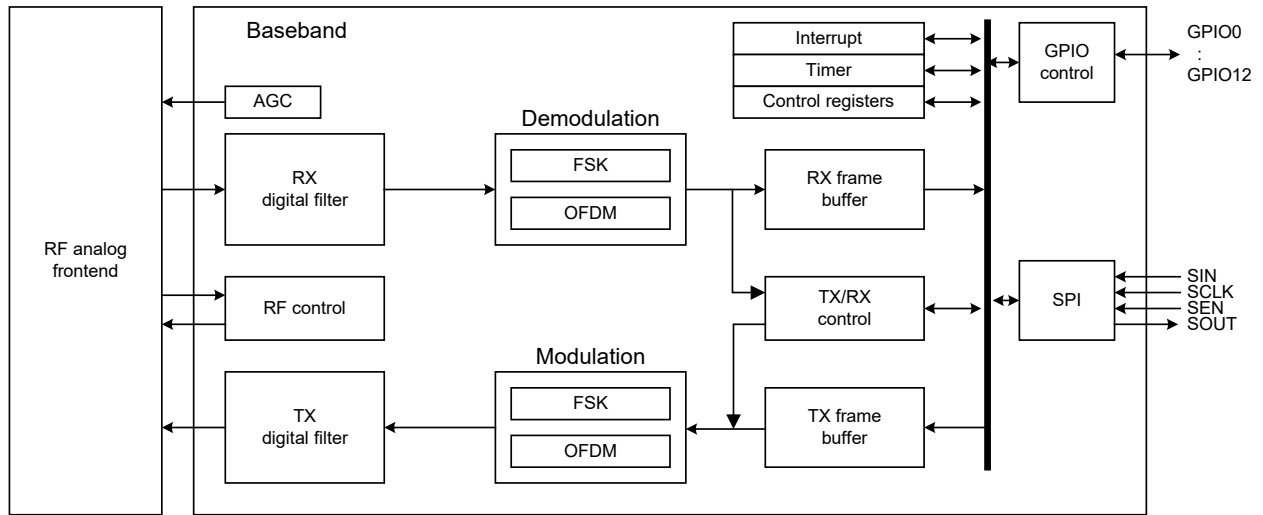 Baseband
Interrupt
Timer
Control registers
GPIO
control
GPIO0
:
GPIO12
AGC
Demodulation
RX
digital filter
FSK
OFDM
RX frame
buffer
RF analog
frontend
RF control
TX/RX
control
SPI
SIN
SCLK
SEN
SOUT
Modulation
TX
digital filter
FSK
OFDM
TX frame
buffer